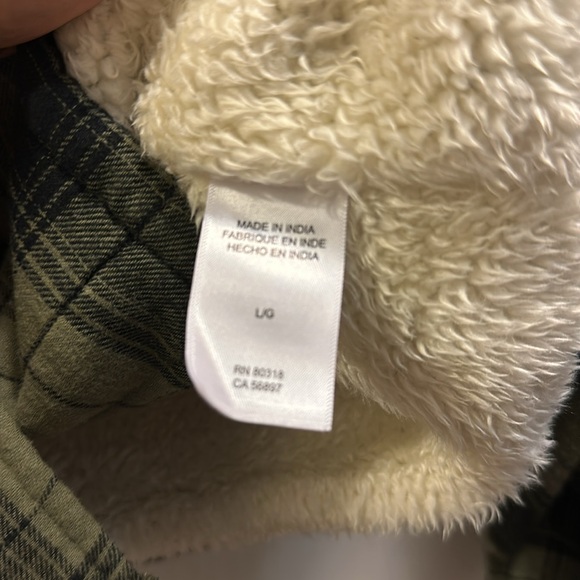 MADE IN INDIA
FABRIQUE EN INDE
HECHO EN INDIA
L/G
RN 80318
CA 56897